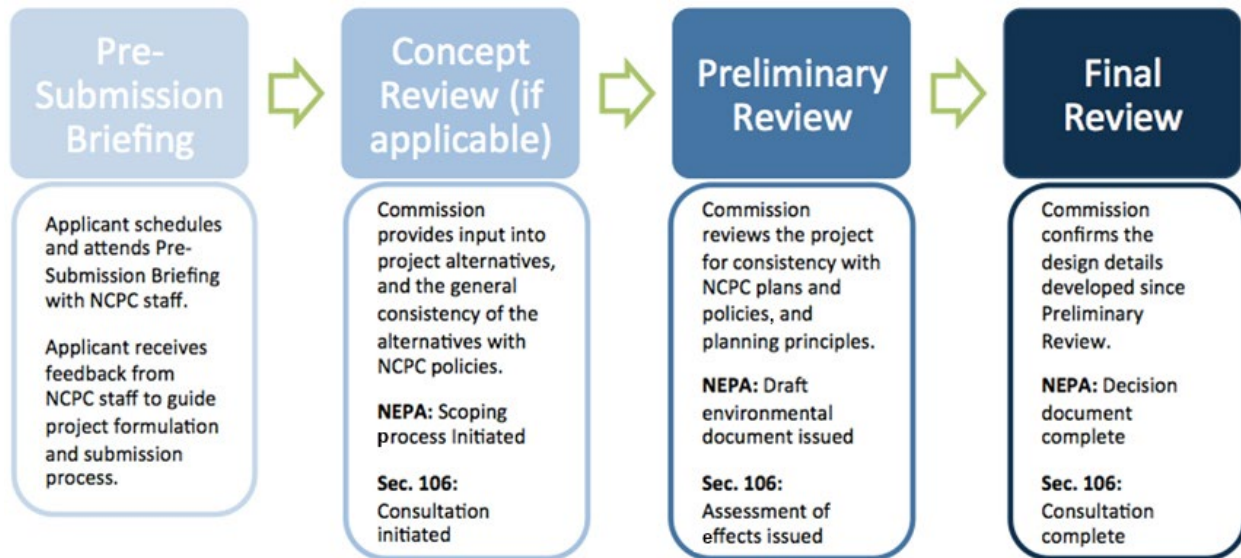 Pre-
Submission
Briefing
Applicant schedules
and attends Pre-
Submission Briefing
with NCPC staff.
Applicant receives
feedback from
NCPC staff to guide
project formulation
and submission
process.
Concept
Review (if
applicable)
Commission
provides input into
project alternatives,
and the general
consistency of the
alternatives with
NCPC policies.
NEPA: Scoping
process Initiated
Sec. 106:
Consultation
initiated
Preliminary
Review
Commission
reviews the project
for consistency with
NCPC plans and
policies, and
planning principles.
NEPA: Draft
environmental
document issued
Sec. 106:
Assessment of
effects issued
Final
Review
Commission
confirms the
design details
developed since
Preliminary
Review.
NEPA: Decision
document
complete
Sec. 106:
Consultation
complete